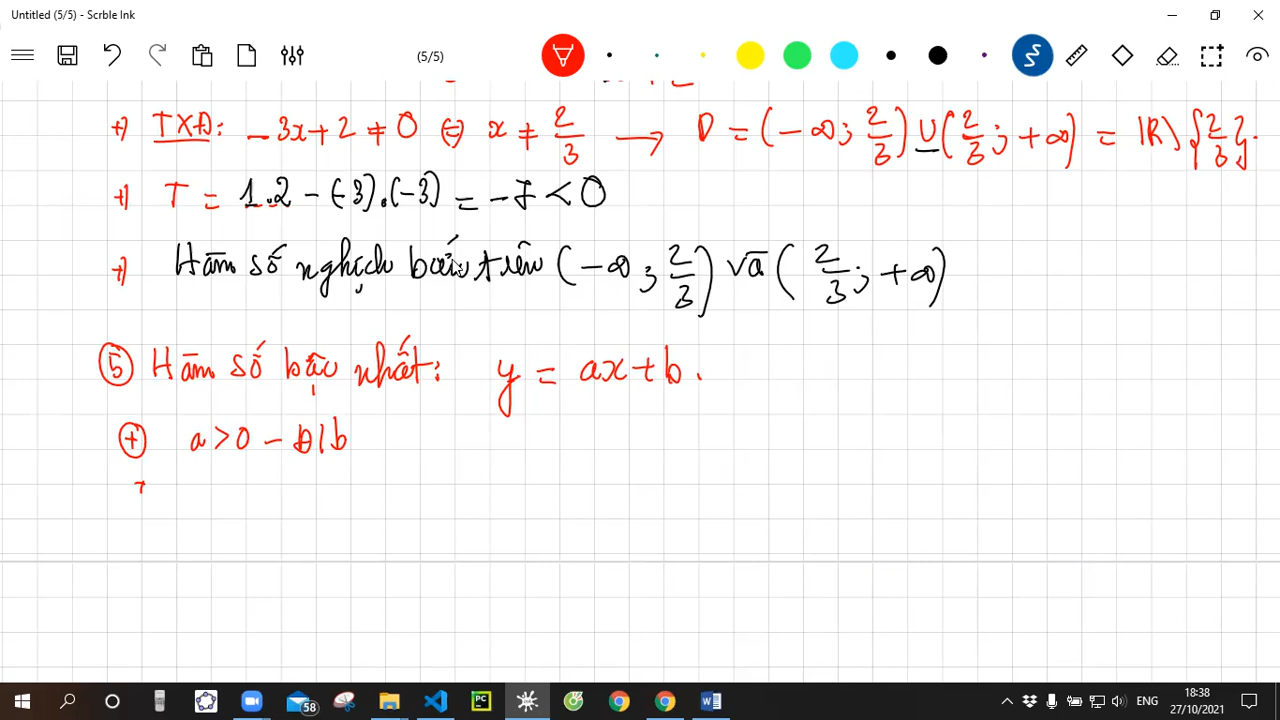 Untitled (5/5) - Scrble Ink
(5/5)
+) TXĐ: -3x+2 ≠ 0 ⇔ x ≠ 2/3 → D = (-∞; 2/3) ∪ (2/3; +∞) = ℝ \ {2/3}.
+) T = 1.2 - (-3).(-3) = -7 < 0
+) Hàm số nghịch biến trên (-∞; 2/3) và (2/3; +∞)
⑤ Hàm số bậc nhất: y = ax+b.
⊕ a > 0 - Đ/b
58
PC
ENG
18:38
27/10/2021